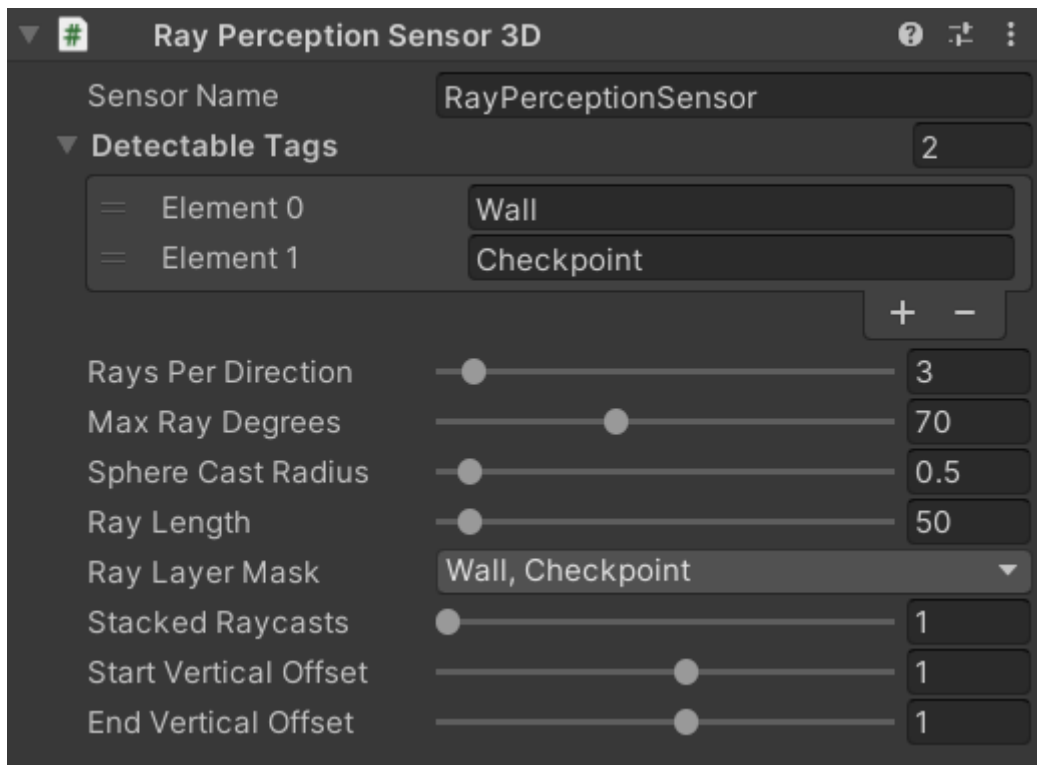 Ray Perception Sensor 3D
Sensor Name RayPerceptionSensor
Detectable Tags 2
Element 0 Wall
Element 1 Checkpoint
+ −
Rays Per Direction 3
Max Ray Degrees 70
Sphere Cast Radius 0.5
Ray Length 50
Ray Layer Mask Wall, Checkpoint
Stacked Raycasts 1
Start Vertical Offset 1
End Vertical Offset 1